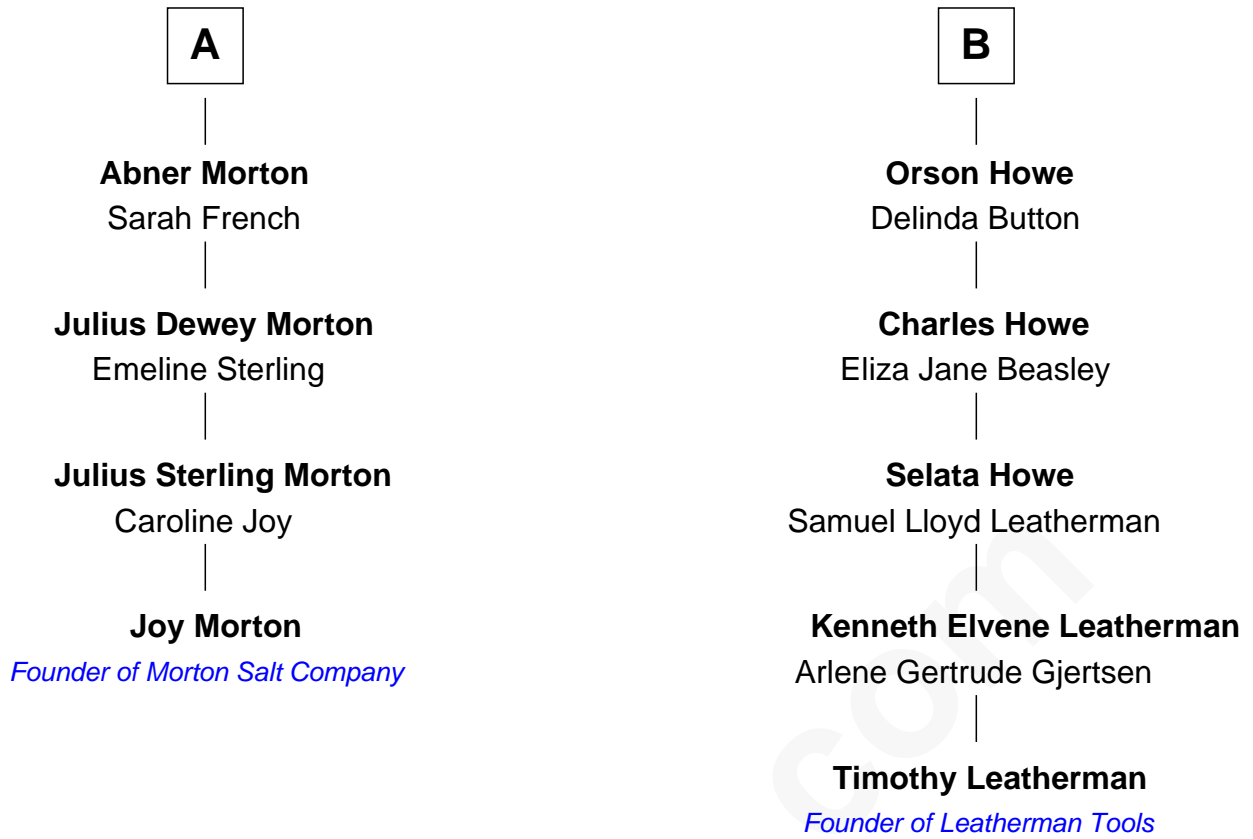 A
Abner Morton
Sarah French
Julius Dewey Morton
Emeline Sterling
Julius Sterling Morton
Caroline Joy
Joy Morton
Founder of Morton Salt Company
B
Orson Howe
Delinda Button
Charles Howe
Eliza Jane Beasley
Selata Howe
Samuel Lloyd Leatherman
Kenneth Elvene Leatherman
Arlene Gertrude Gjertsen
Timothy Leatherman
Founder of Leatherman Tools
com